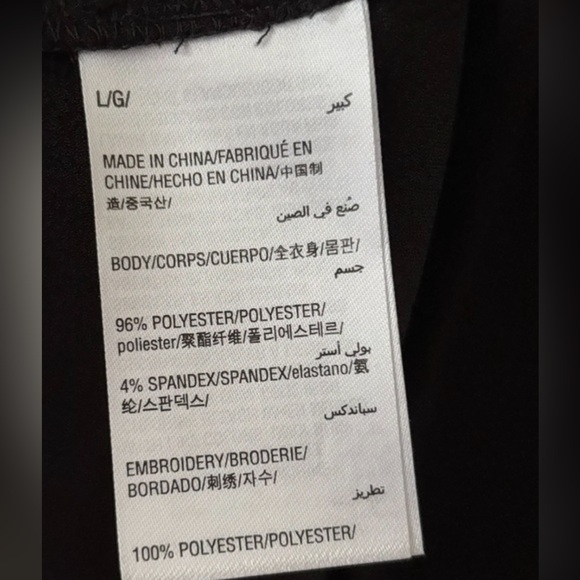 L/G/
كبير
MADE IN CHINA/FABRIQUÉ EN
CHINE/HECHO EN CHINA/中国制
造/중국산/
صُنع في الصين
BODY/CORPS/CUERPO/全衣身/몸판/
جسم
96% POLYESTER/POLYESTER/
poliester/聚酯纤维/폴리에스테르/
بولي أستر
4% SPANDEX/SPANDEX/elastano/氨
纶/스판덱스/
سباندكس
EMBROIDERY/BRODERIE/
BORDADO/刺绣/자수/
تطريز
100% POLYESTER/POLYESTER/